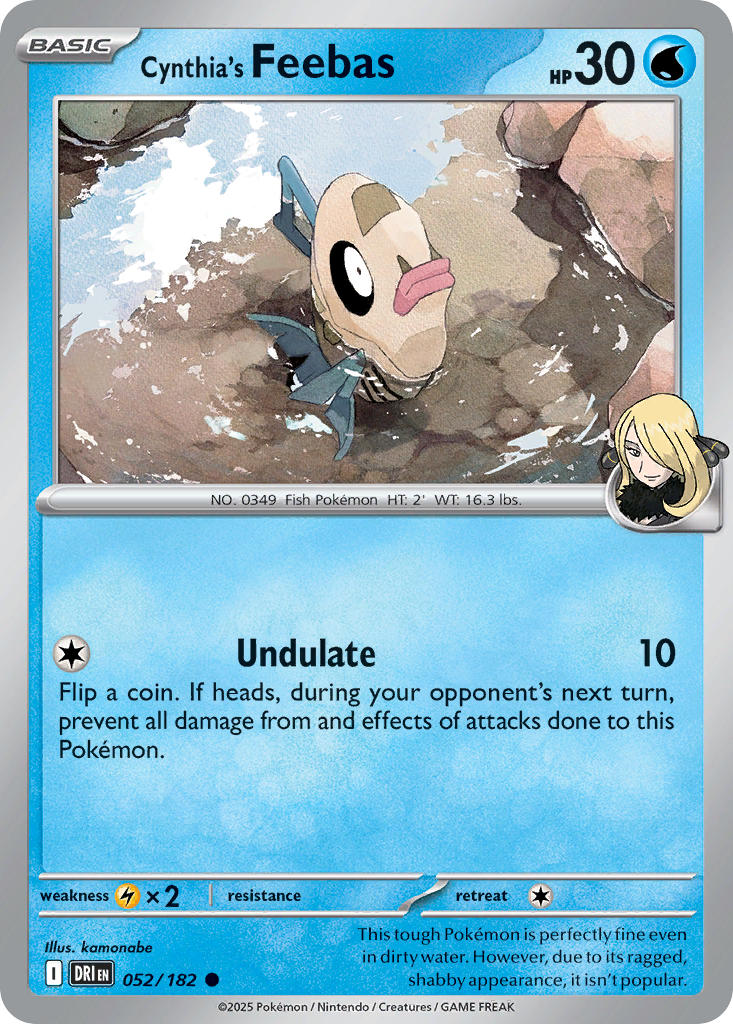 BASIC
Cynthia's Feebas
HP 30
NO. 0349 Fish Pokémon HT: 2' WT: 16.3 lbs.
Undulate 10
Flip a coin. If heads, during your opponent's next turn,
prevent all damage from and effects of attacks done to this
Pokémon.
weakness ×2 resistance retreat
Illus. kamonabe
This tough Pokémon is perfectly fine even
in dirty water. However, due to its ragged,
shabby appearance, it isn't popular.
I DRI EN 052/182
©2025 Pokémon / Nintendo / Creatures / GAME FREAK